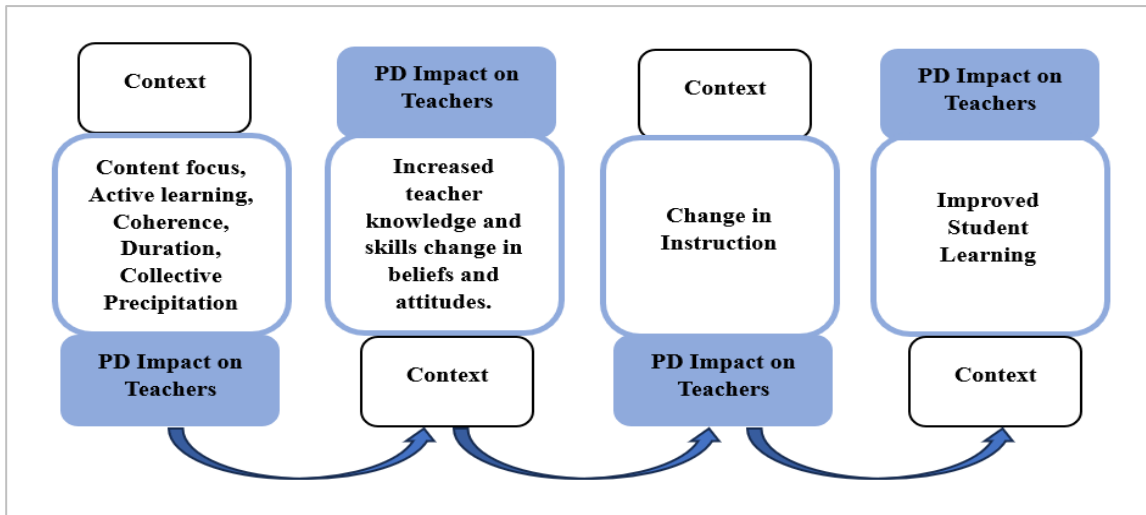 Context
Content focus,
Active learning,
Coherence,
Duration,
Collective
Precipitation
PD Impact on
Teachers
PD Impact on
Teachers
Increased
teacher
knowledge and
skills change in
beliefs and
attitudes.
Context
Context
Change in
Instruction
PD Impact on
Teachers
PD Impact on
Teachers
Improved
Student
Learning
Context